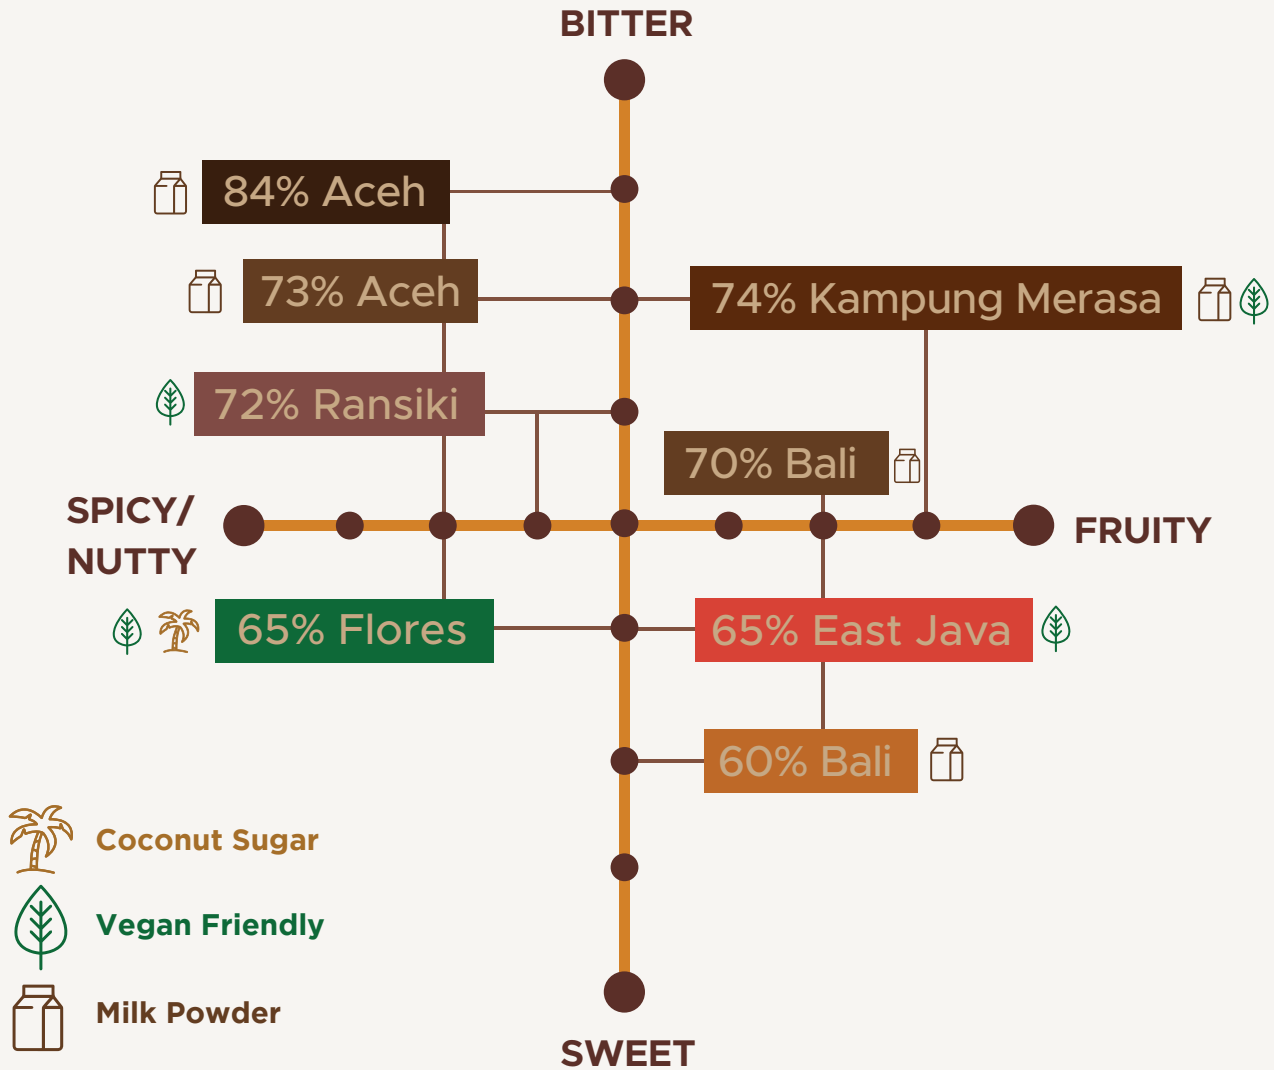 BITTER
84% Aceh
73% Aceh
74% Kampung Merasa
72% Ransiki
70% Bali
SPICY/
NUTTY
FRUITY
65% Flores
65% East Java
60% Bali
Coconut Sugar
Vegan Friendly
Milk Powder
SWEET